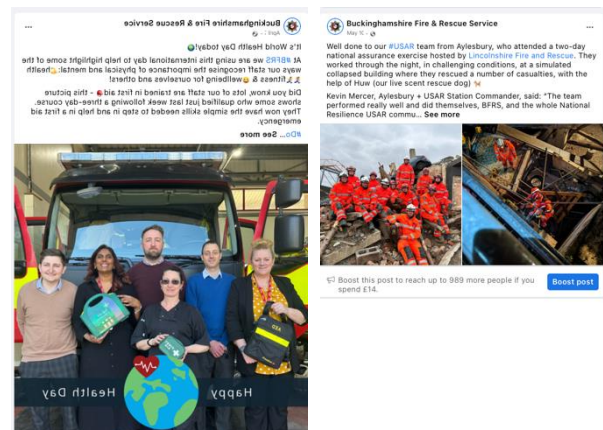 Buckinghamshire Fire & Rescue Service
April
It's World Health Day today!🌍
At #BFRS we are using this international day to help highlight some of the
ways our staff recognise the importance of physical and mental:💪health
🏃fitness & 😀wellbeing for ourselves and others!
Did you know, lots of our staff are trained in first aid - this picture
shows some who qualified just last week following a three-day course.
They now have the simple skills needed to step in and help in a first aid
emergency.
#Do... See more
Happy Health Day
Buckinghamshire Fire & Rescue Service
May
Well done to our #USAR team from Aylesbury, who attended a two-day
national assurance exercise hosted by Lincolnshire Fire and Rescue. They
worked through the night, in challenging conditions, at a simulated
collapsed building where they rescued a number of casualties, with the
help of Huw (our live scent rescue dog) 🐕
Kevin Mercer, Aylesbury + USAR Station Commander, said: "The team
performed really well and did themselves, BFRS, and the whole National
Resilience USAR commu... See more
Boost this post to reach up to 989 more people if you
spend £14.
Boost post